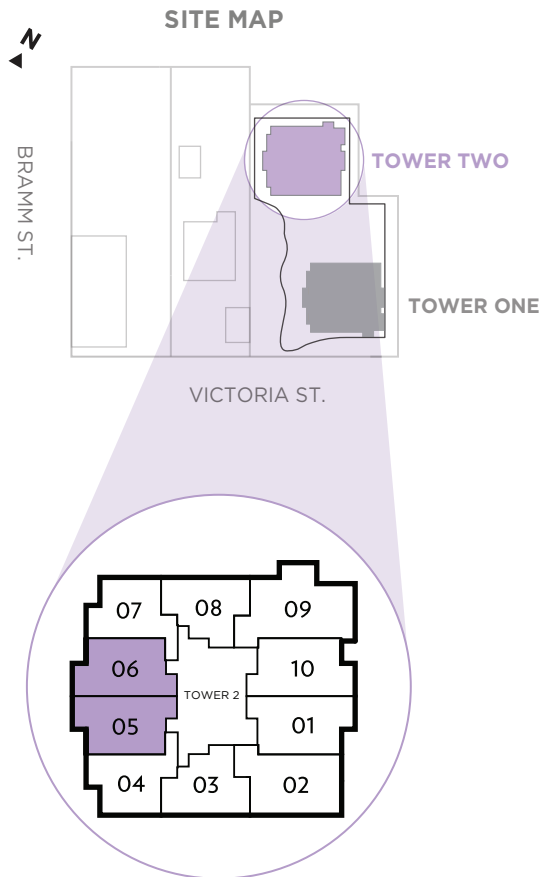 SITE MAP
N
BRAMM ST.
TOWER TWO
TOWER ONE
VICTORIA ST.
07
08
09
06
10
TOWER 2
05
01
04
03
02